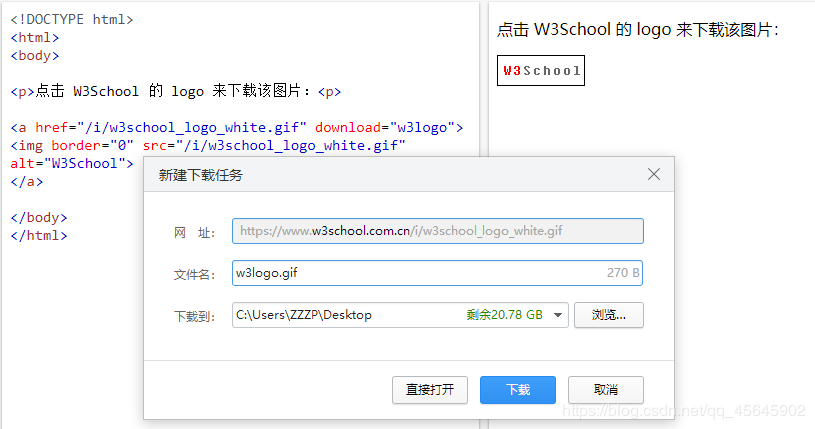 <!DOCTYPE html>
<html>
<body>
<p>点击 W3School 的 logo 来下载该图片：<p>
<a href="/i/w3school_logo_white.gif" download="w3logo">
<img border="0" src="/i/w3school_logo_white.gif"
alt="W3School">
</a>
</body>
</html>
点击 W3School 的 logo 来下载该图片：
W3School
新建下载任务
网 址： https://www.w3school.com.cn/i/w3school_logo_white.gif
文件名： w3logo.gif 270 B
下载到： C:\Users\ZZZP\Desktop 剩余20.78 GB 浏览...
直接打开 下载 取消
https://blog.csdn.net/qq_45645902